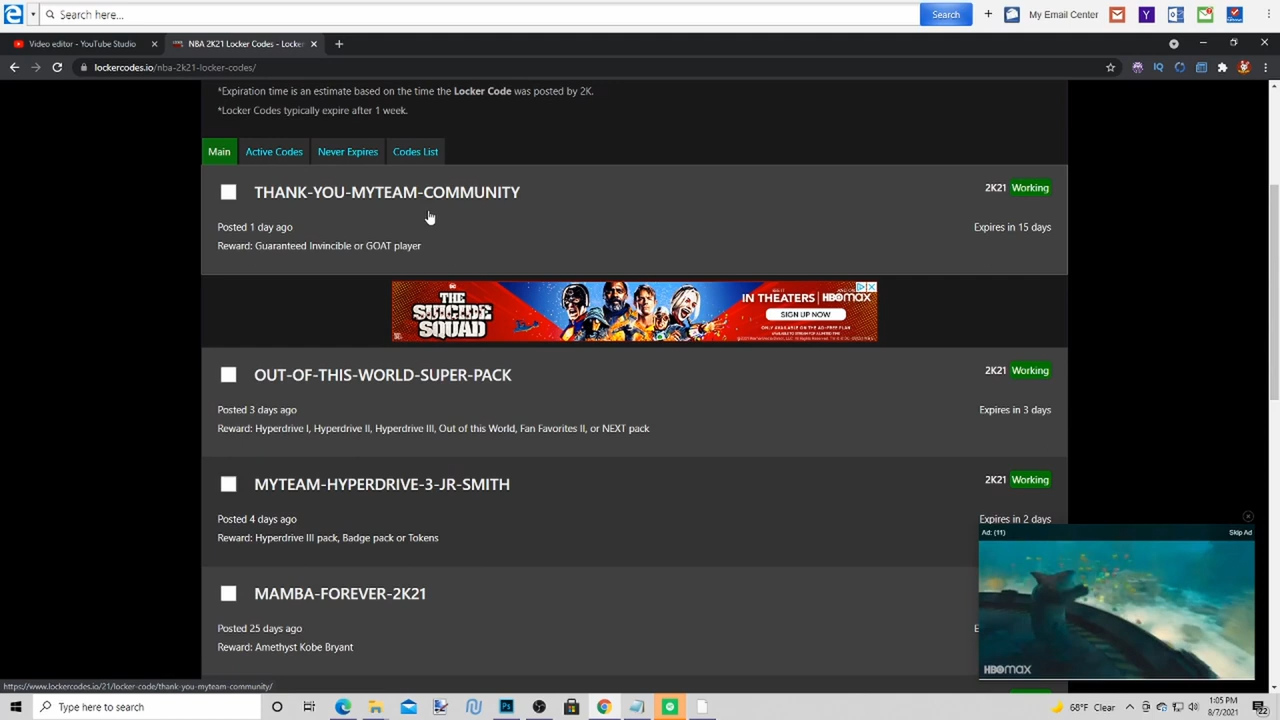 Search here...
Search
My Email Center
Video editor - YouTube Studio
NBA 2K21 Locker Codes - Locker
lockercodes.io/nba-2k21-locker-codes/
*Expiration time is an estimate based on the time the Locker Code was posted by 2K.
*Locker Codes typically expire after 1 week.
Main
Active Codes
Never Expires
Codes List
THANK-YOU-MYTEAM-COMMUNITY
2K21 Working
Posted 1 day ago
Expires in 15 days
Reward: Guaranteed Invincible or GOAT player
THE SUICIDE SQUAD
IN THEATERS HBOMAX
SIGN UP NOW
OUT-OF-THIS-WORLD-SUPER-PACK
2K21 Working
Posted 3 days ago
Expires in 3 days
Reward: Hyperdrive I, Hyperdrive II, Hyperdrive III, Out of this World, Fan Favorites II, or NEXT pack
MYTEAM-HYPERDRIVE-3-JR-SMITH
2K21 Working
Posted 4 days ago
Expires in 2 days
Reward: Hyperdrive III pack, Badge pack or Tokens
Ad: (11)
Skip Ad
MAMBA-FOREVER-2K21
Posted 25 days ago
Reward: Amethyst Kobe Bryant
HBOMAX
https://www.lockercodes.io/21/locker-code/thank-you-myteam-community/
Type here to search
68°F Clear
1:05 PM
8/7/2021
22